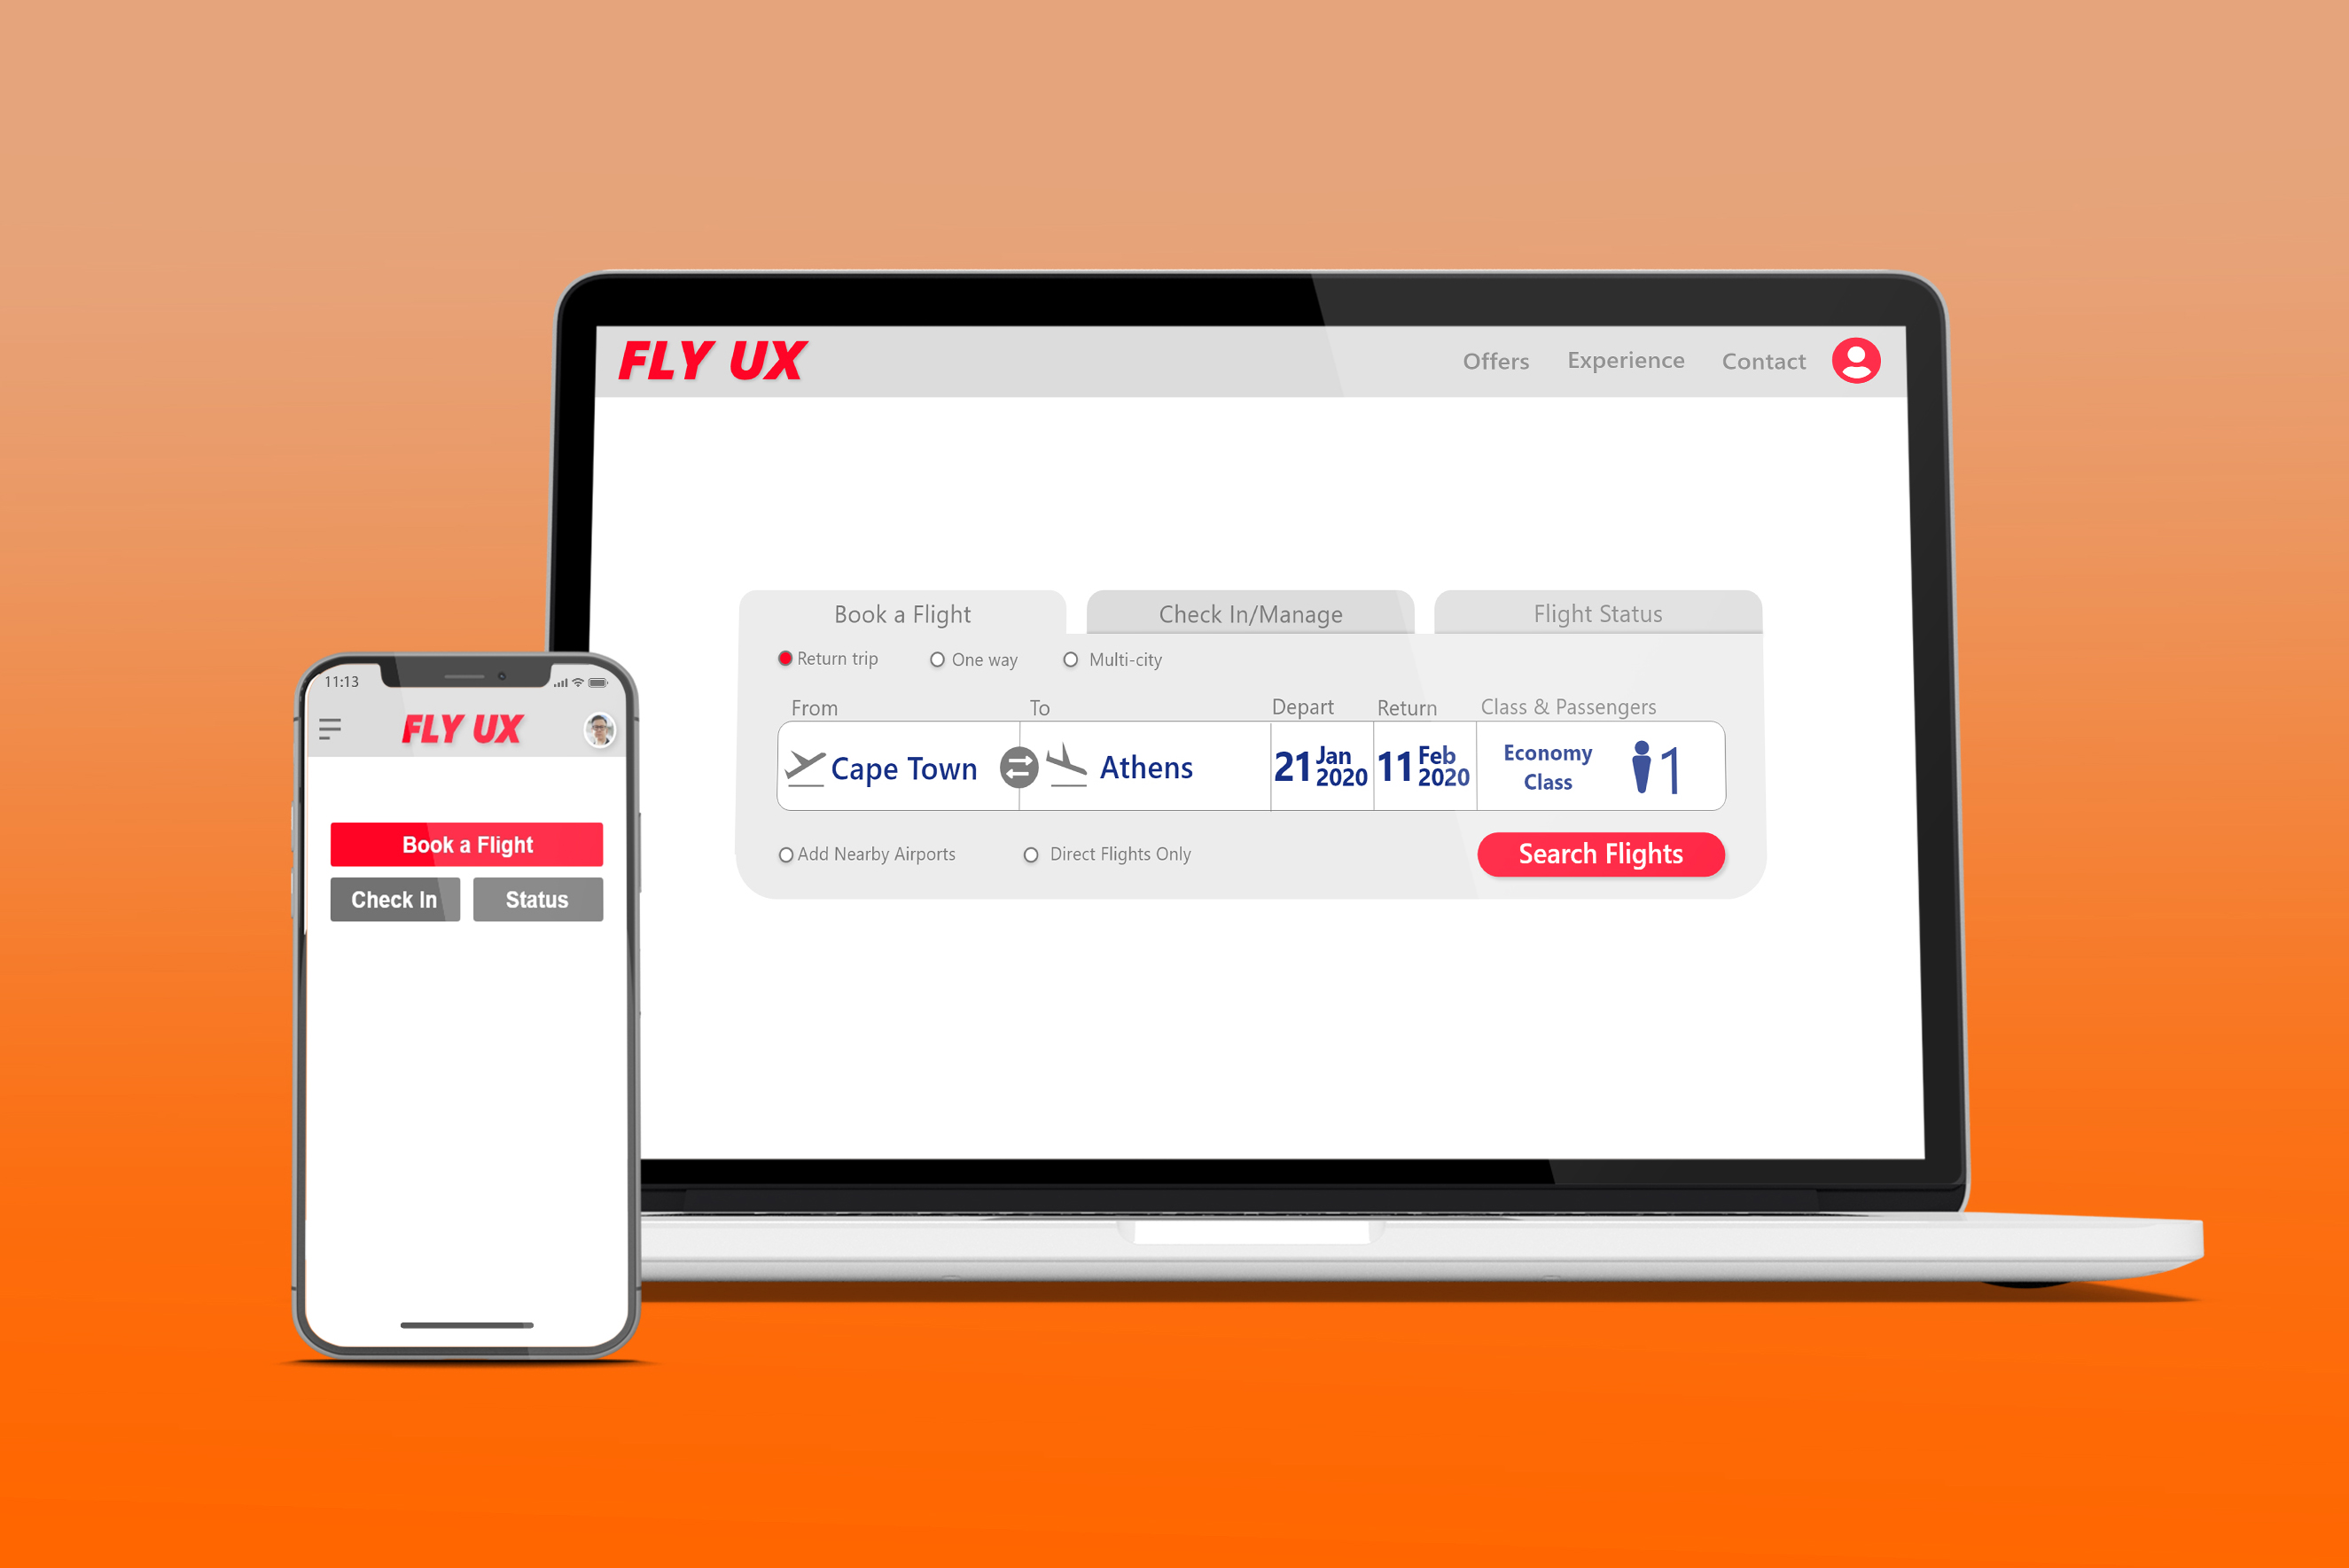 FLY UX
Offers Experience Contact
Book a Flight Check In/Manage Flight Status
Return trip One way Multi-city
From To Depart Return Class & Passengers
Cape Town Athens 21 Jan 2020 11 Feb 2020 Economy Class 1
Add Nearby Airports Direct Flights Only Search Flights
11:13
FLY UX
Book a Flight
Check In Status